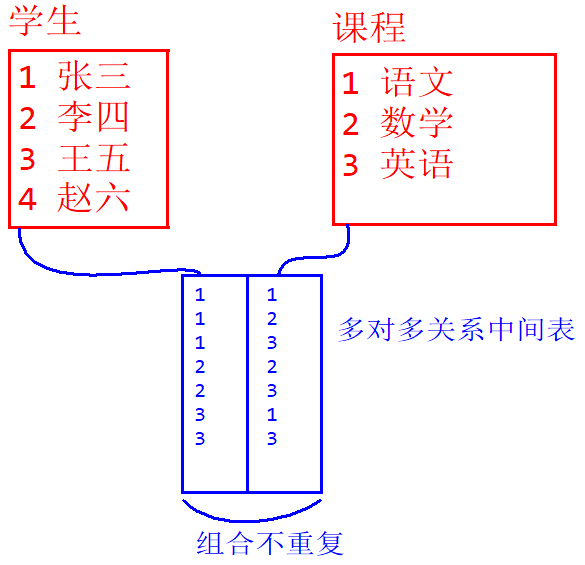 学生
1 张三
2 李四
3 王五
4 赵六
课程
1 语文
2 数学
3 英语
1 1
1 2
1 3
2 2
2 3
3 1
3 3
多对多关系中间表
组合不重复